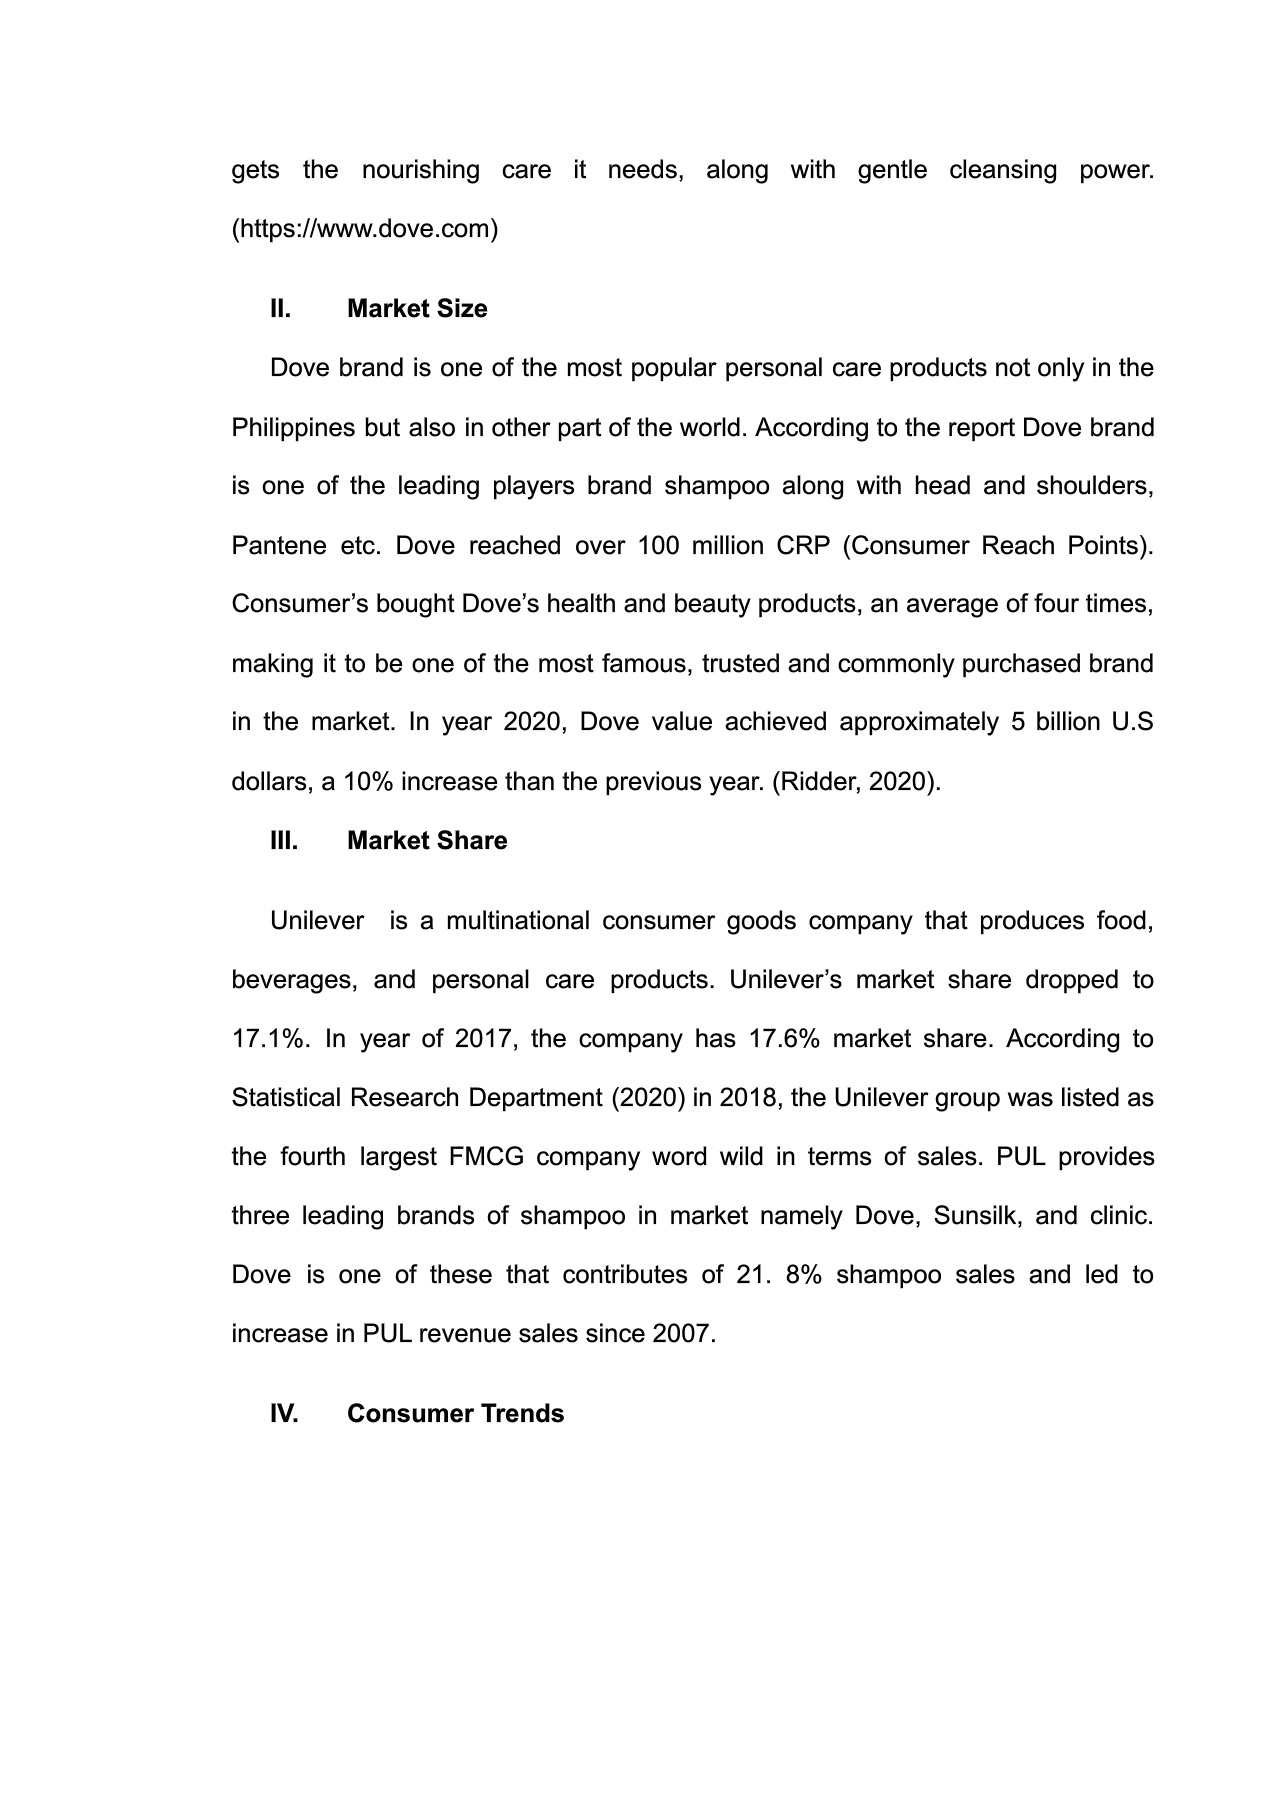 gets the nourishing care it needs, along with gentle cleansing power.
(https://www.dove.com)
II. Market Size
Dove brand is one of the most popular personal care products not only in the
Philippines but also in other part of the world. According to the report Dove brand
is one of the leading players brand shampoo along with head and shoulders,
Pantene etc. Dove reached over 100 million CRP (Consumer Reach Points).
Consumer’s bought Dove’s health and beauty products, an average of four times,
making it to be one of the most famous, trusted and commonly purchased brand
in the market. In year 2020, Dove value achieved approximately 5 billion U.S
dollars, a 10% increase than the previous year. (Ridder, 2020).
III. Market Share
Unilever is a multinational consumer goods company that produces food,
beverages, and personal care products. Unilever’s market share dropped to
17.1%. In year of 2017, the company has 17.6% market share. According to
Statistical Research Department (2020) in 2018, the Unilever group was listed as
the fourth largest FMCG company word wild in terms of sales. PUL provides
three leading brands of shampoo in market namely Dove, Sunsilk, and clinic.
Dove is one of these that contributes of 21. 8% shampoo sales and led to
increase in PUL revenue sales since 2007.
IV. Consumer Trends